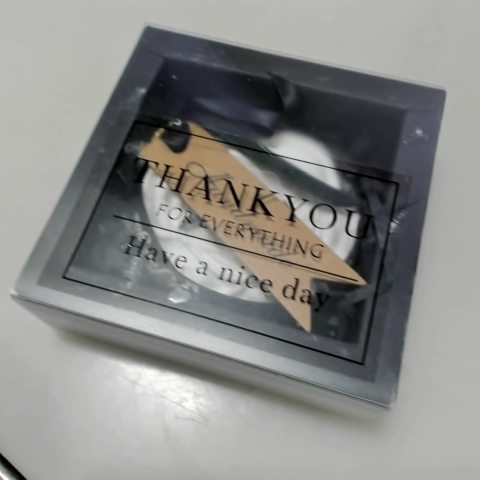 THANKYOU
FOR EVERYTHING
Have a nice day